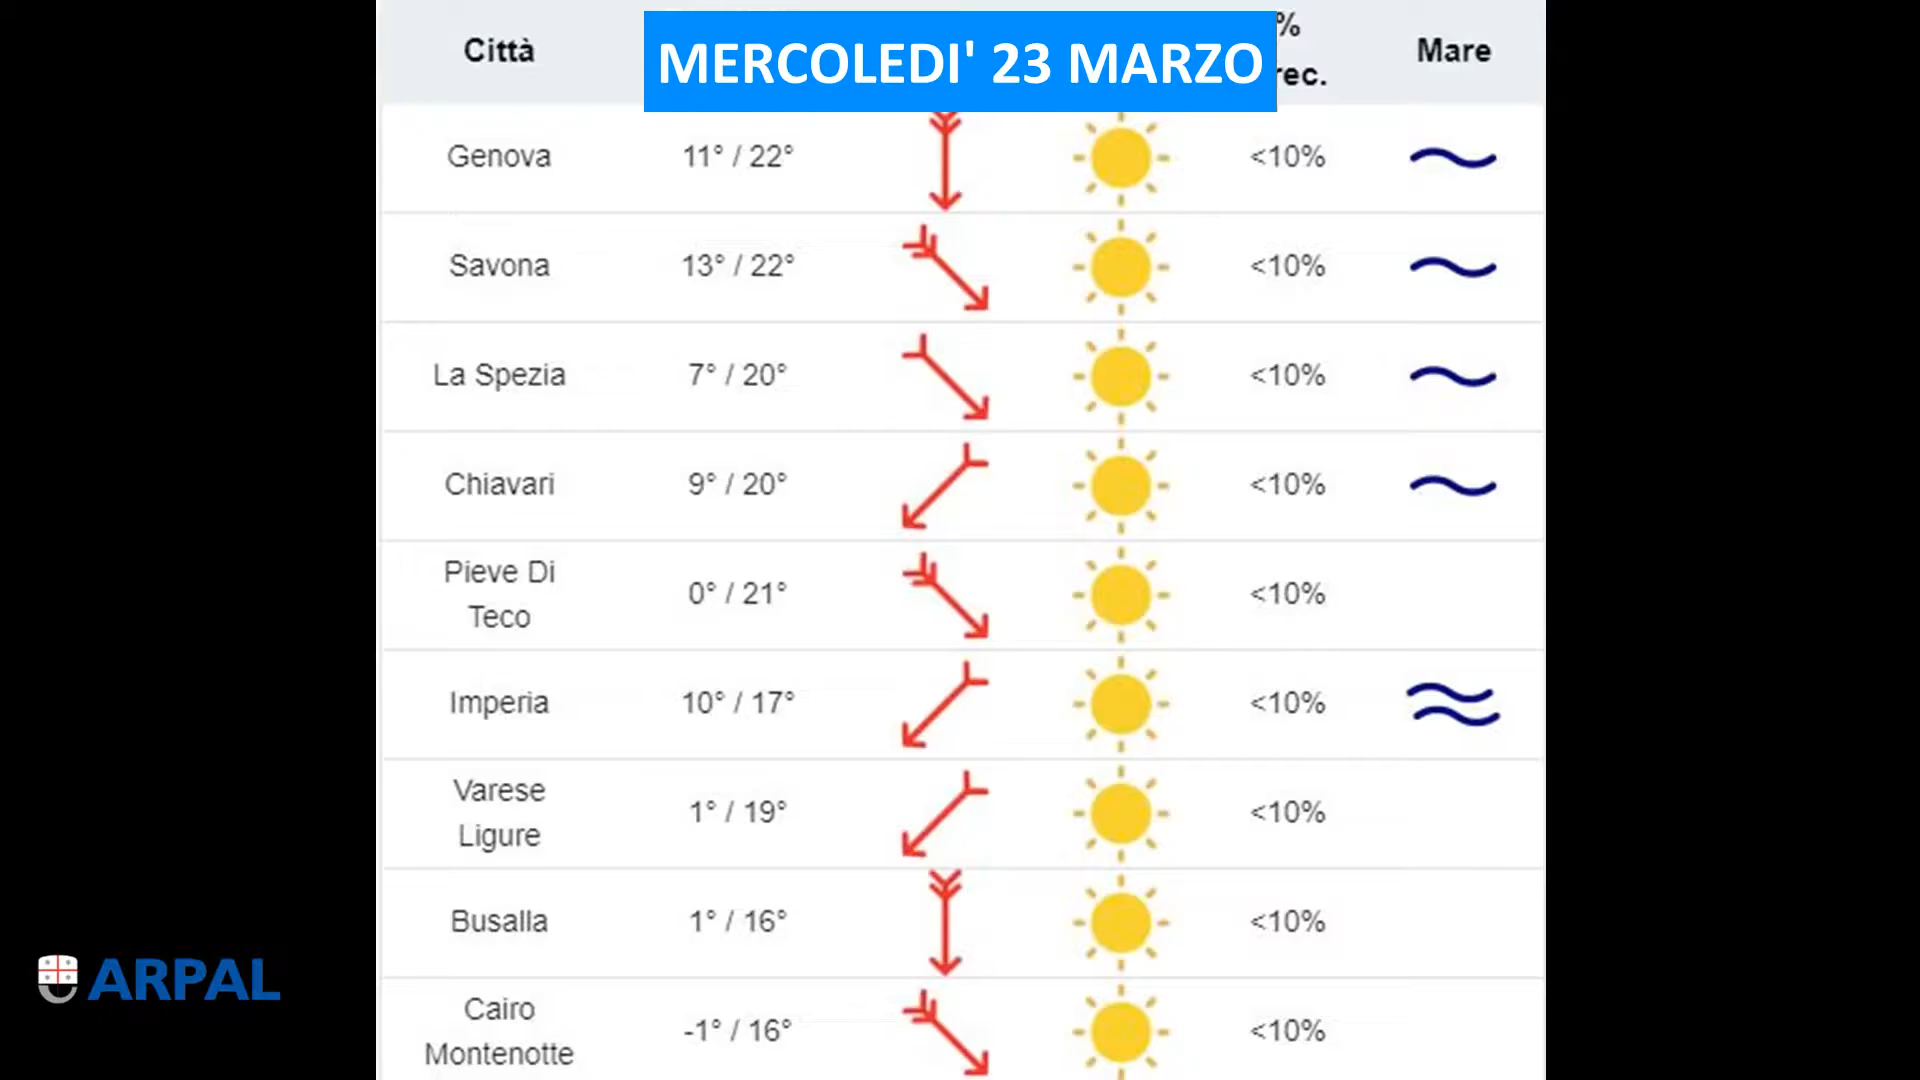 MERCOLEDI' 23 MARZO
Città
%
rec.
Mare
Genova 11° / 22° <10%
Savona 13° / 22° <10%
La Spezia 7° / 20° <10%
Chiavari 9° / 20° <10%
Pieve Di
Teco
0° / 21° <10%
Imperia 10° / 17° <10%
Varese
Ligure
1° / 19° <10%
Busalla 1° / 16° <10%
Cairo
Montenotte
-1° / 16° <10%
ARPAL